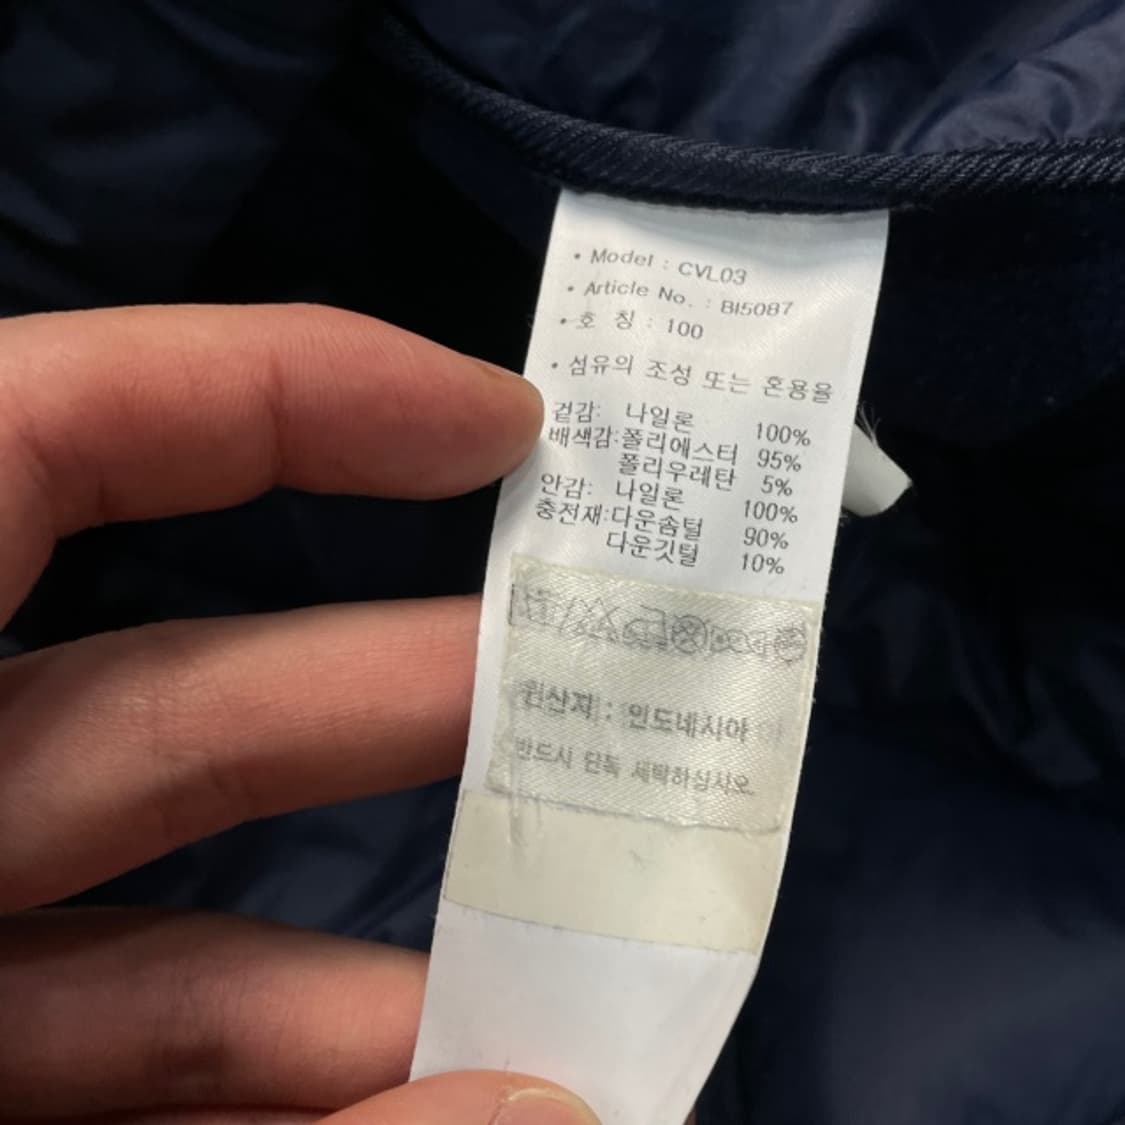 • Model : CVL03
• Article No. : BI5087
• 호 칭 : 100
• 섬유의 조성 또는 혼용율
겉감: 나일론 100%
배색감: 폴리에스터 95%
폴리우레탄 5%
안감: 나일론 100%
충전재: 다운솜털 90%
다운깃털 10%
원산지 : 인도네시아
반드시 단독 세탁하십시오.